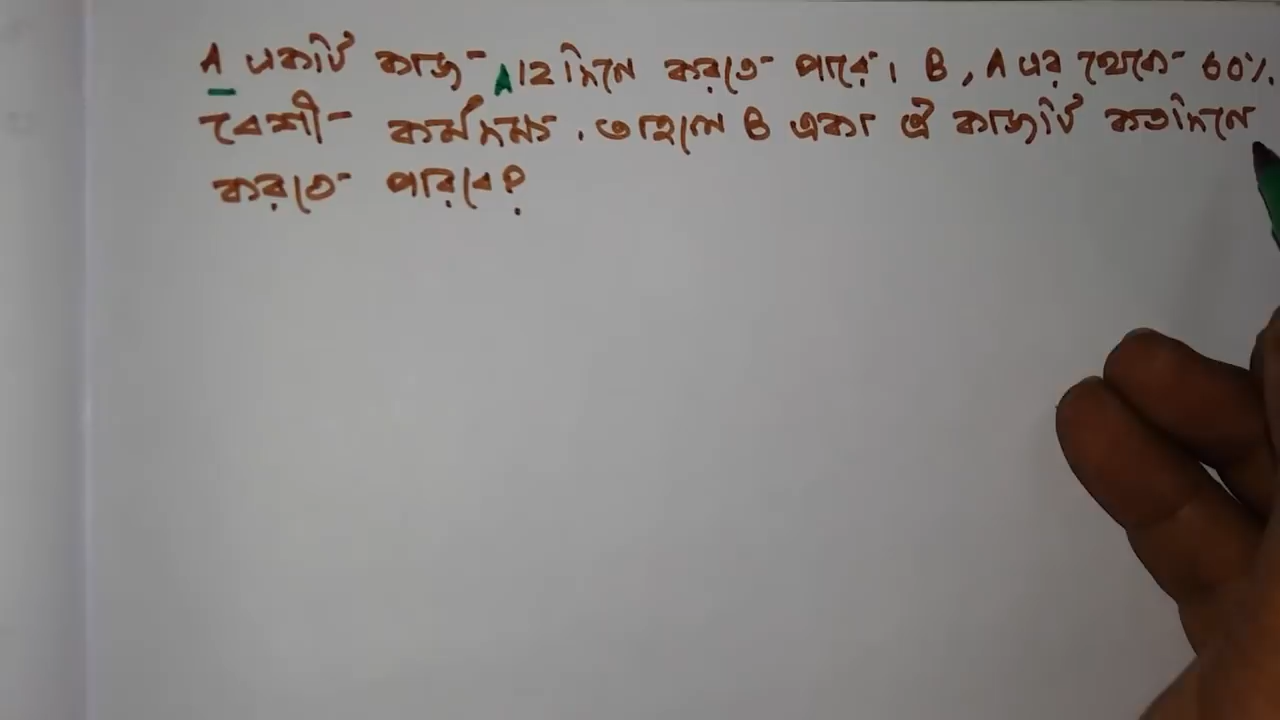 A একটি কাজ A 12 দিনে করতে পারে। B, A এর থেকে 60%
বেশী কর্মদক্ষ. তাহলে B একা ঐ কাজটি কতদিনে
করতে পারবে?